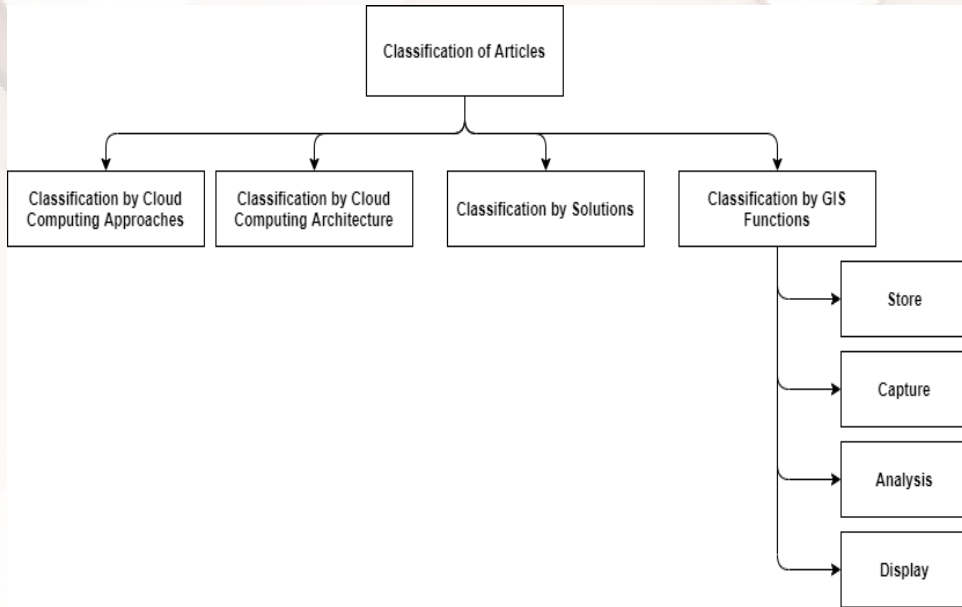 Classification of Articles
Classification by Cloud
Computing Approaches
Classification by Cloud
Computing Architecture
Classification by Solutions
Classification by GIS
Functions
Store
Capture
Analysis
Display